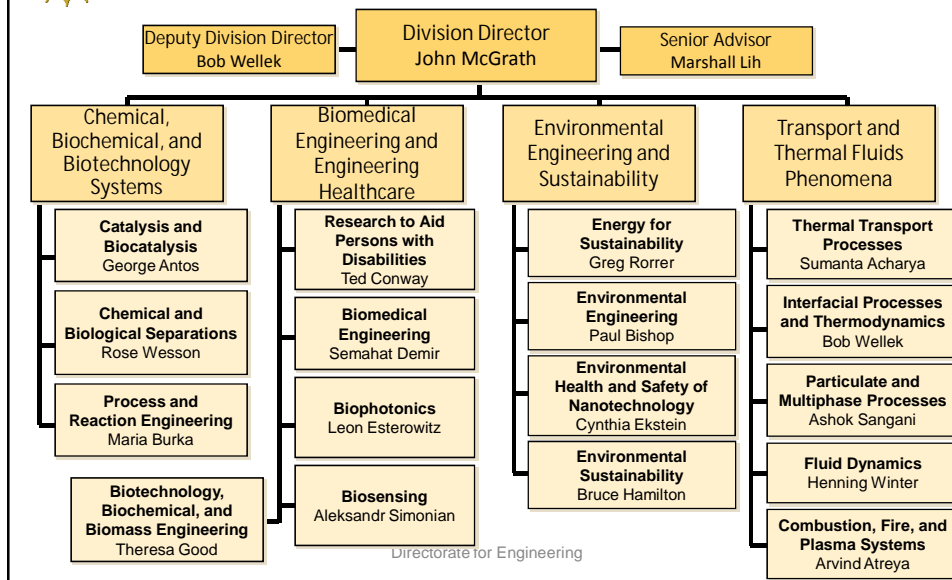 Deputy Division Director
Bob Wellek
Division Director
John McGrath
Senior Advisor
Marshall Lih
Chemical,
Biochemical, and
Biotechnology
Systems
Biomedical
Engineering and
Engineering
Healthcare
Environmental
Engineering and
Sustainability
Transport and
Thermal Fluids
Phenomena
Catalysis and
Biocatalysis
George Antos
Chemical and
Biological Separations
Rose Wesson
Process and
Reaction Engineering
Maria Burka
Biotechnology,
Biochemical, and
Biomass Engineering
Theresa Good
Research to Aid
Persons with
Disabilities
Ted Conway
Biomedical
Engineering
Semahat Demir
Biophotonics
Leon Esterowitz
Biosensing
Aleksandr Simonian
Energy for
Sustainability
Greg Rorrer
Environmental
Engineering
Paul Bishop
Environmental
Health and Safety of
Nanotechnology
Cynthia Ekstein
Environmental
Sustainability
Bruce Hamilton
Thermal Transport
Processes
Sumanta Acharya
Interfacial Processes
and Thermodynamics
Bob Wellek
Particulate and
Multiphase Processes
Ashok Sangani
Fluid Dynamics
Henning Winter
Combustion, Fire, and
Plasma Systems
Arvind Atreya
Directorate for Engineering